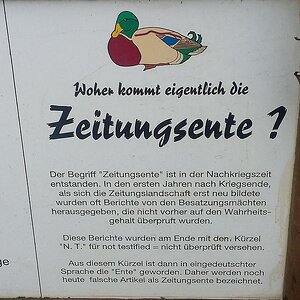 Woher kommt eigentlich die
Zeitungsente ?
Der Begriff "Zeitungsente" ist in der Nachkriegszeit
entstanden. In den ersten Jahren nach Kriegsende,
als sich die Zeitungslandschaft erst neu bildete
wurden oft Berichte von den Besatzungsmächten
herausgegeben, die nicht vorher auf den Wahrheits-
gehalt überpruft wurden.
Diese Berichte wurden am Ende mit den. Kürzel
"N. T." für not testified = nicht überprüft versehen.
Aus diesem Kürzel ist dann in eingedeutschter
Sprache die "Ente" geworden. Daher werden noch
heute falsche Artikel als Zeitungsente bezeichnet.